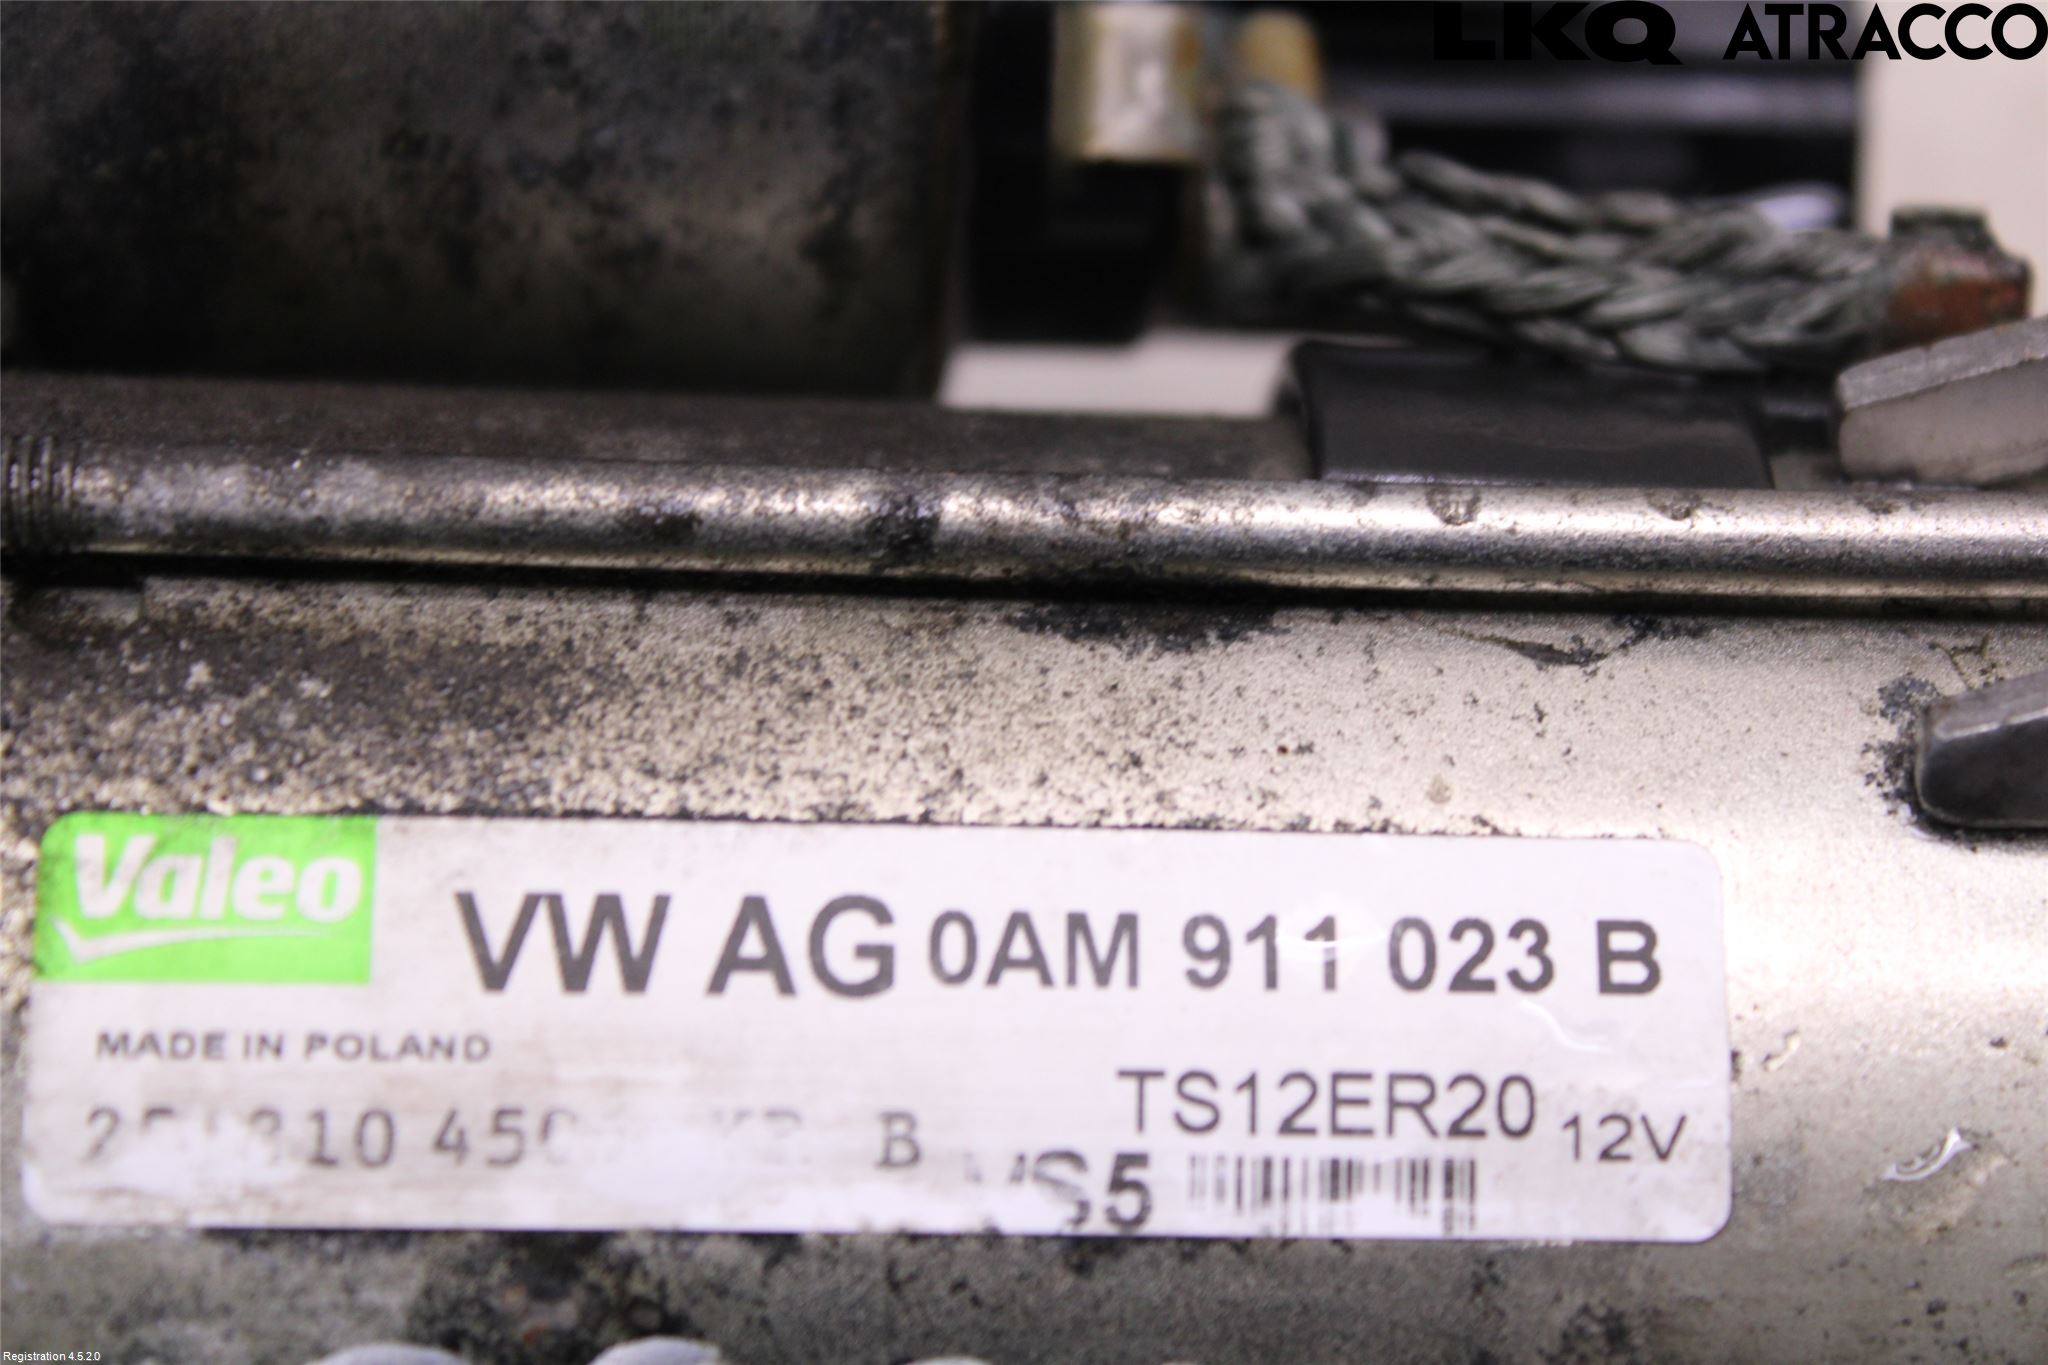 LKQ ATRACCO
Valeo
VW AG 0AM 911 023 B
MADE IN POLAND
TS12ER20 12V
B
Registration 4.5.2.0